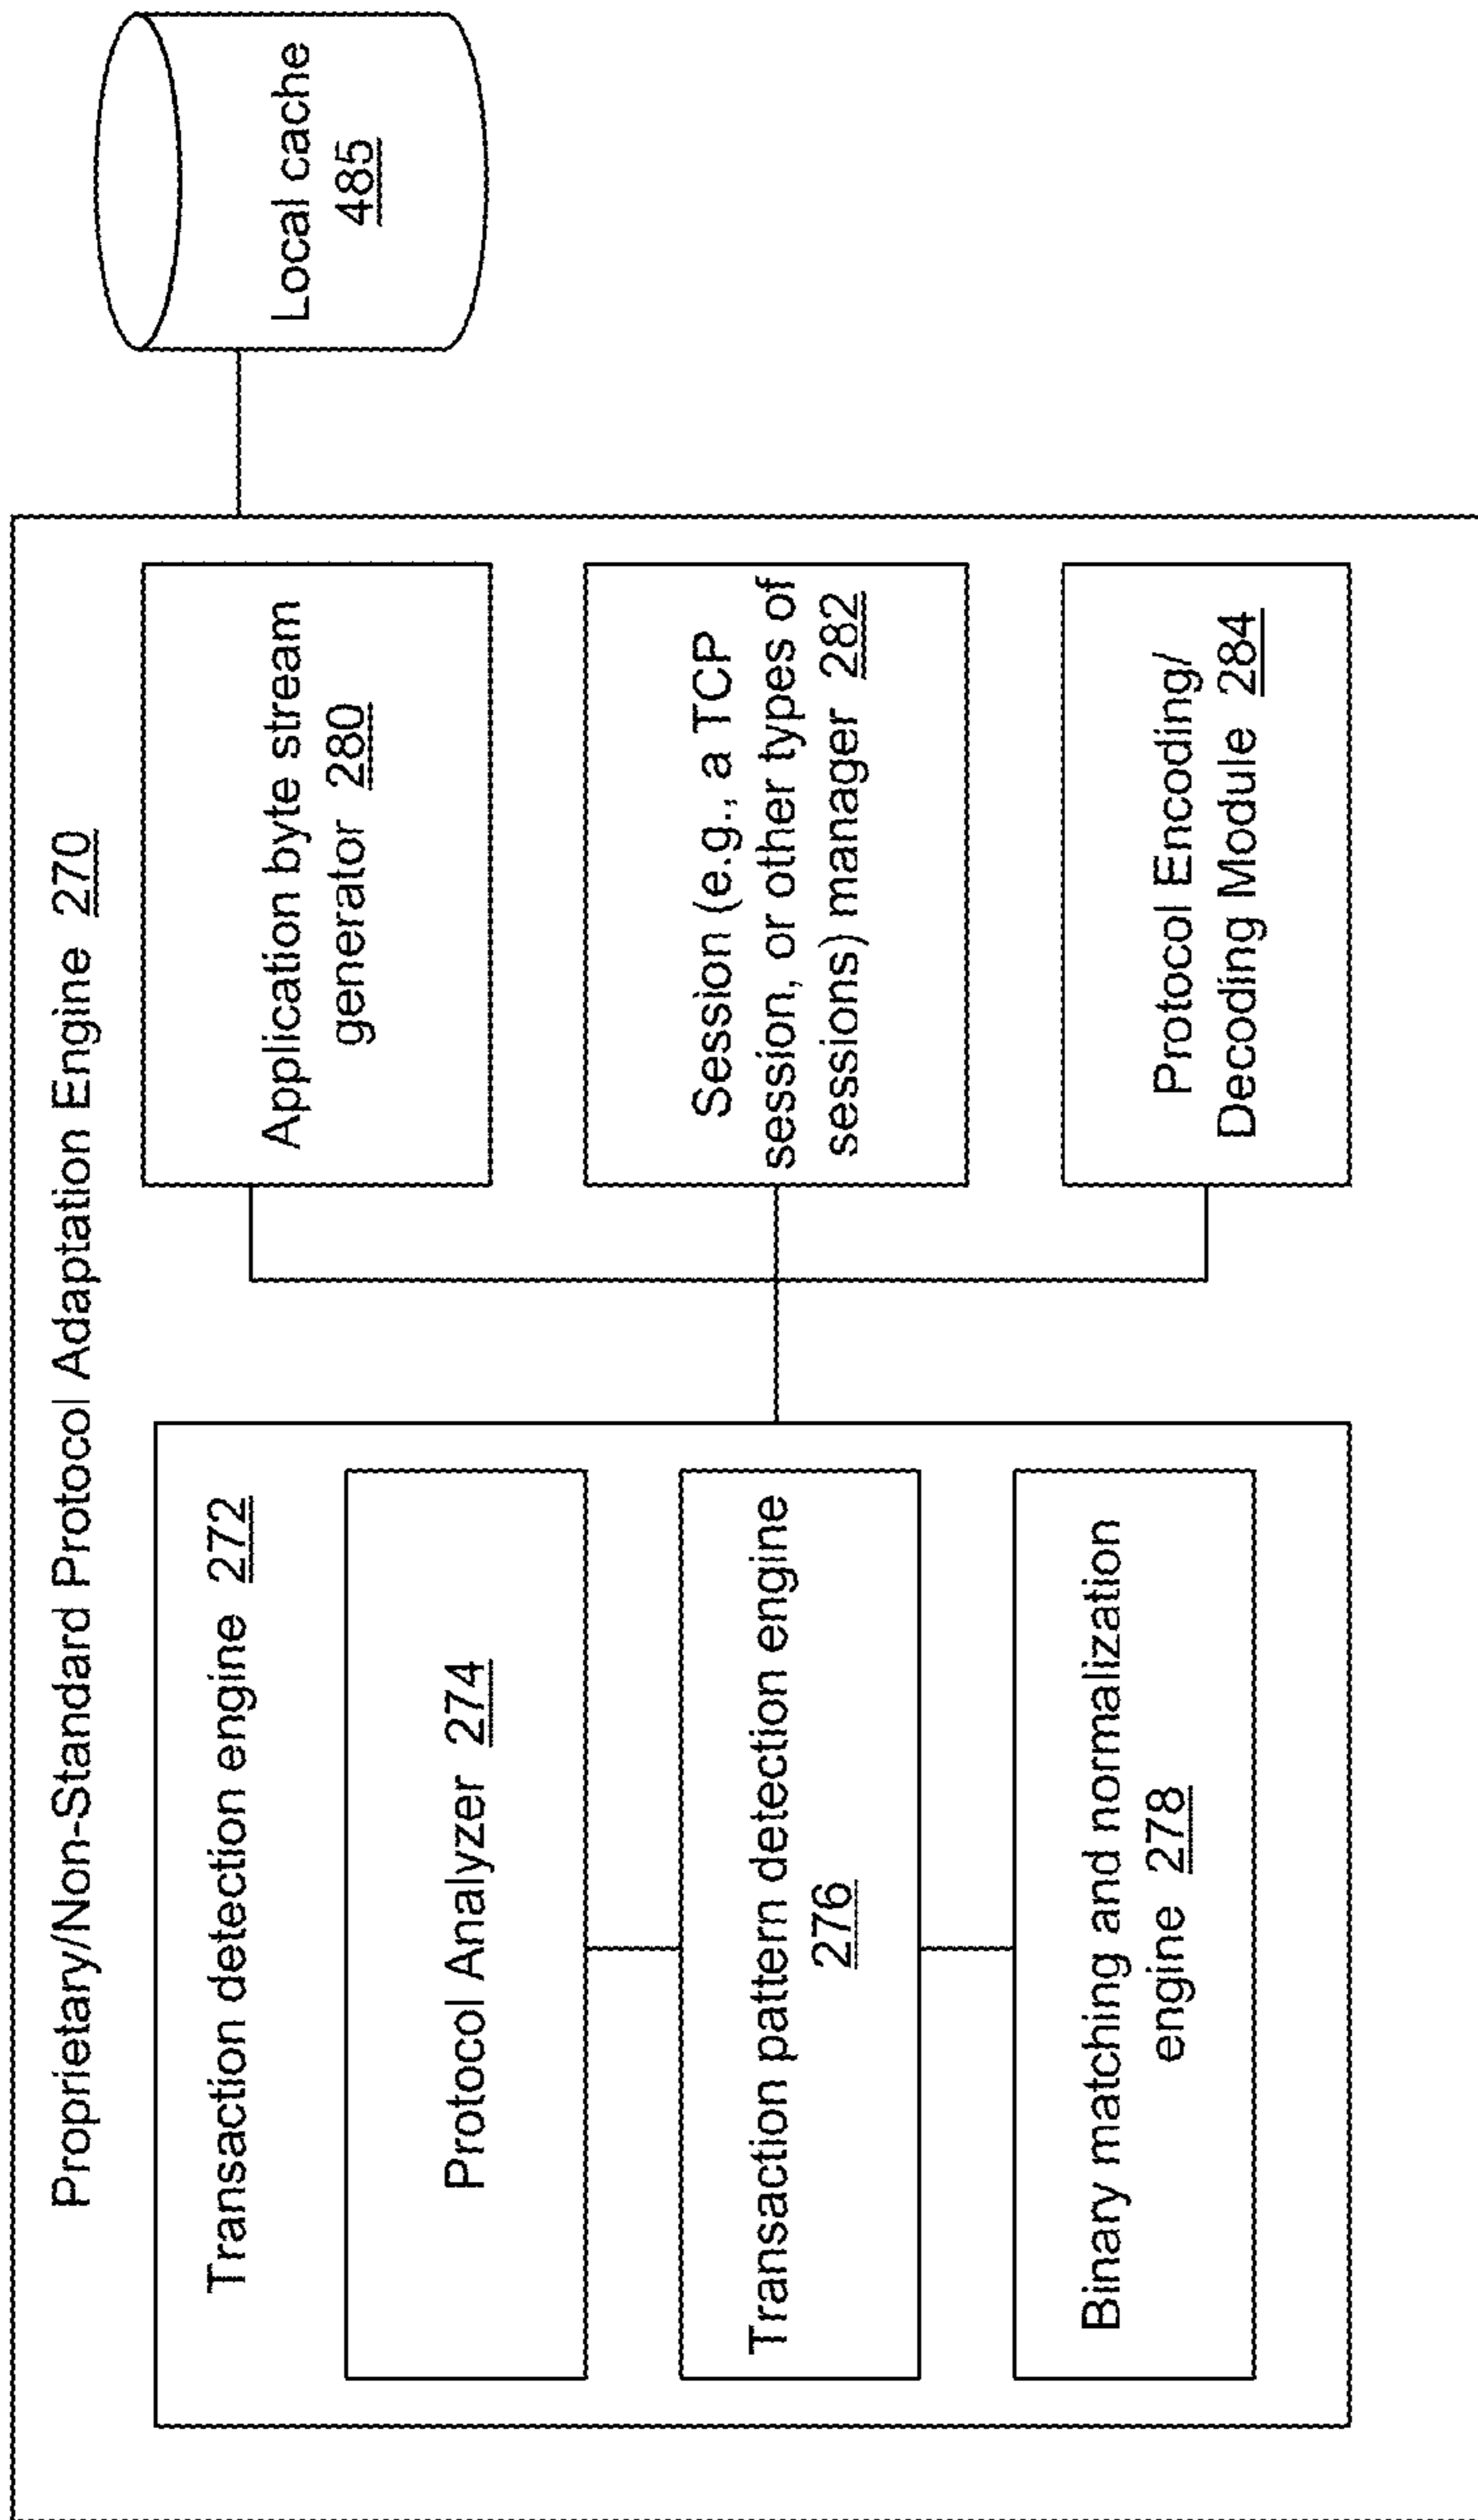 Proprietary/Non-Standard Protocol Adaptation Engine 270
Transaction detection engine 272
Protocol Analyzer 274
Transaction pattern detection engine
276
Binary matching and normalization
engine 278
Application byte stream
generator 280
Session (e.g., a TCP
session, or other types of
sessions) manager 282
Protocol Encoding/
Decoding Module 284
Local cache
485